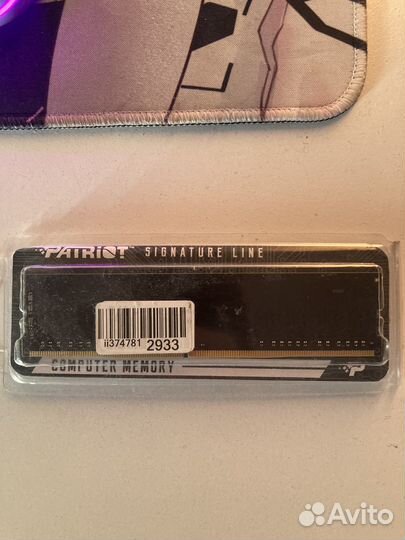 PATRIOT SIGNATURE LINE
ii374781 2933
COMPUTER MEMORY
P
Avito